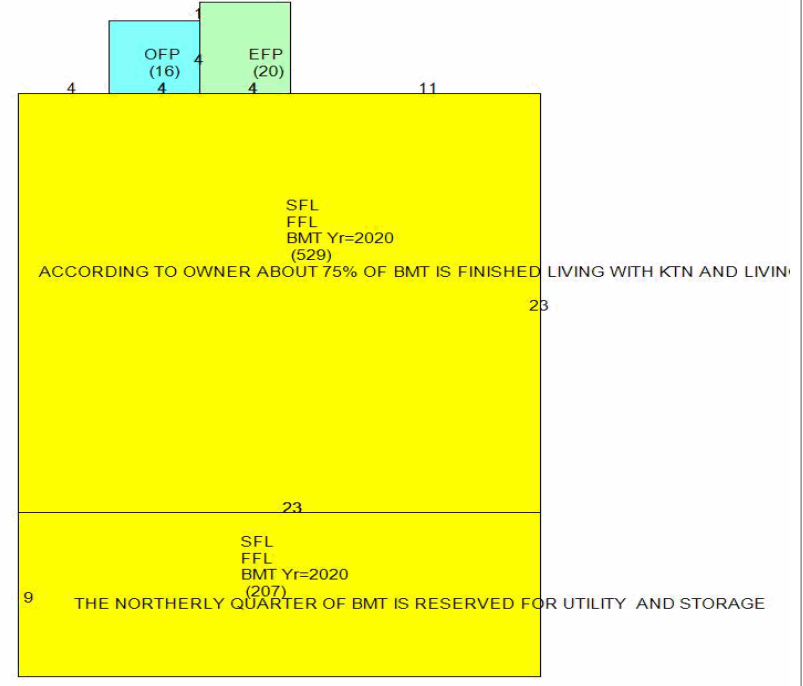 1
OFP
(16)
4
EFP
(20)
4
4
4
11
SFL
FFL
BMT Yr=2020
(529)
ACCORDING TO OWNER ABOUT 75% OF BMT IS FINISHED LIVING WITH KTN AND LIVIN
23
23
SFL
FFL
BMT Yr=2020
(207)
9
THE NORTHERLY QUARTER OF BMT IS RESERVED FOR UTILITY AND STORAGE